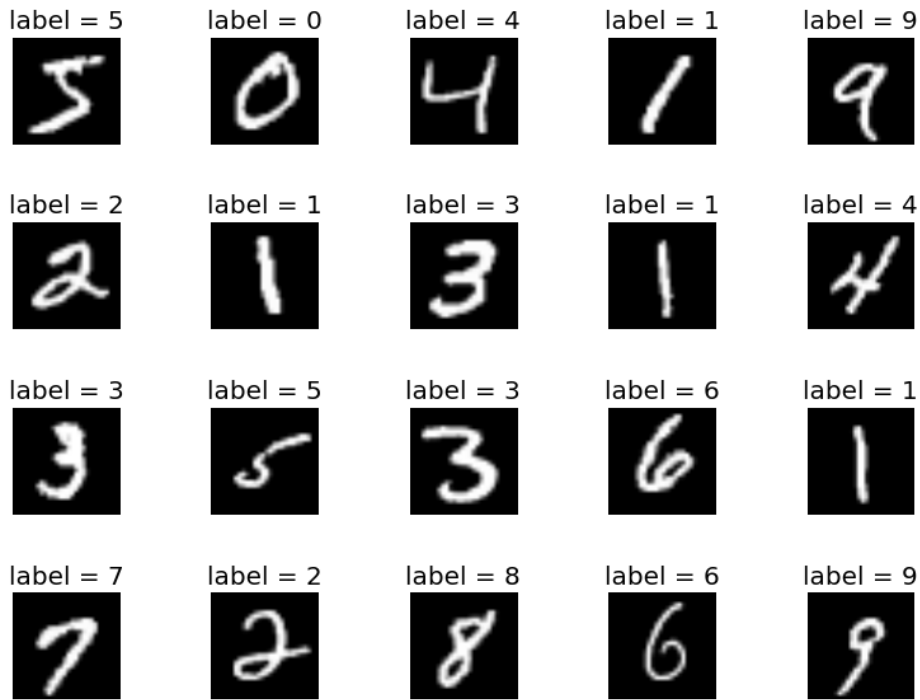 label = 5 label = 0 label = 4 label = 1 label = 9
5 0 4 1 9
label = 2 label = 1 label = 3 label = 1 label = 4
2 1 3 1 4
label = 3 label = 5 label = 3 label = 6 label = 1
3 5 3 6 1
label = 7 label = 2 label = 8 label = 6 label = 9
7 2 8 6 9